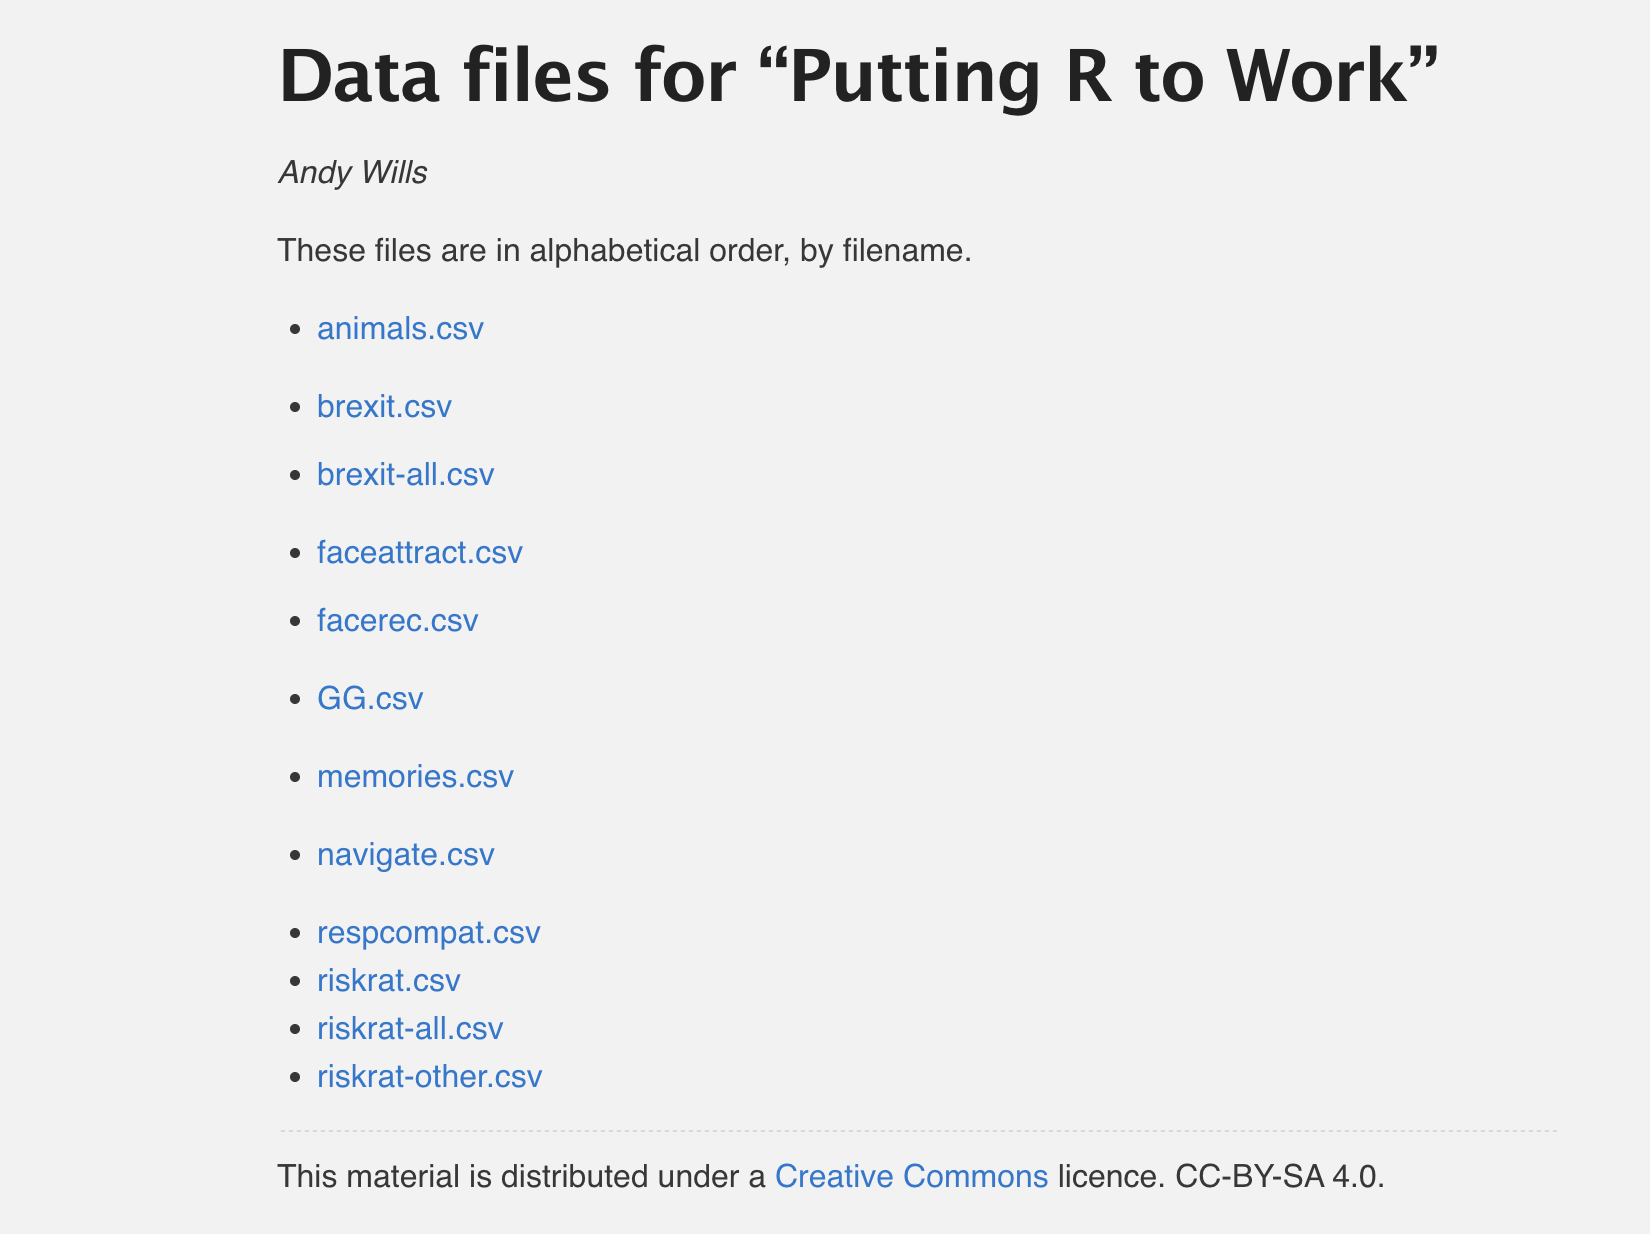 Data files for “Putting R to Work”
Andy Wills
These files are in alphabetical order, by filename.
• animals.csv
• brexit.csv
• brexit-all.csv
• faceattract.csv
• facerec.csv
• GG.csv
• memories.csv
• navigate.csv
• respcompat.csv
• riskrat.csv
• riskrat-all.csv
• riskrat-other.csv
This material is distributed under a Creative Commons licence. CC-BY-SA 4.0.